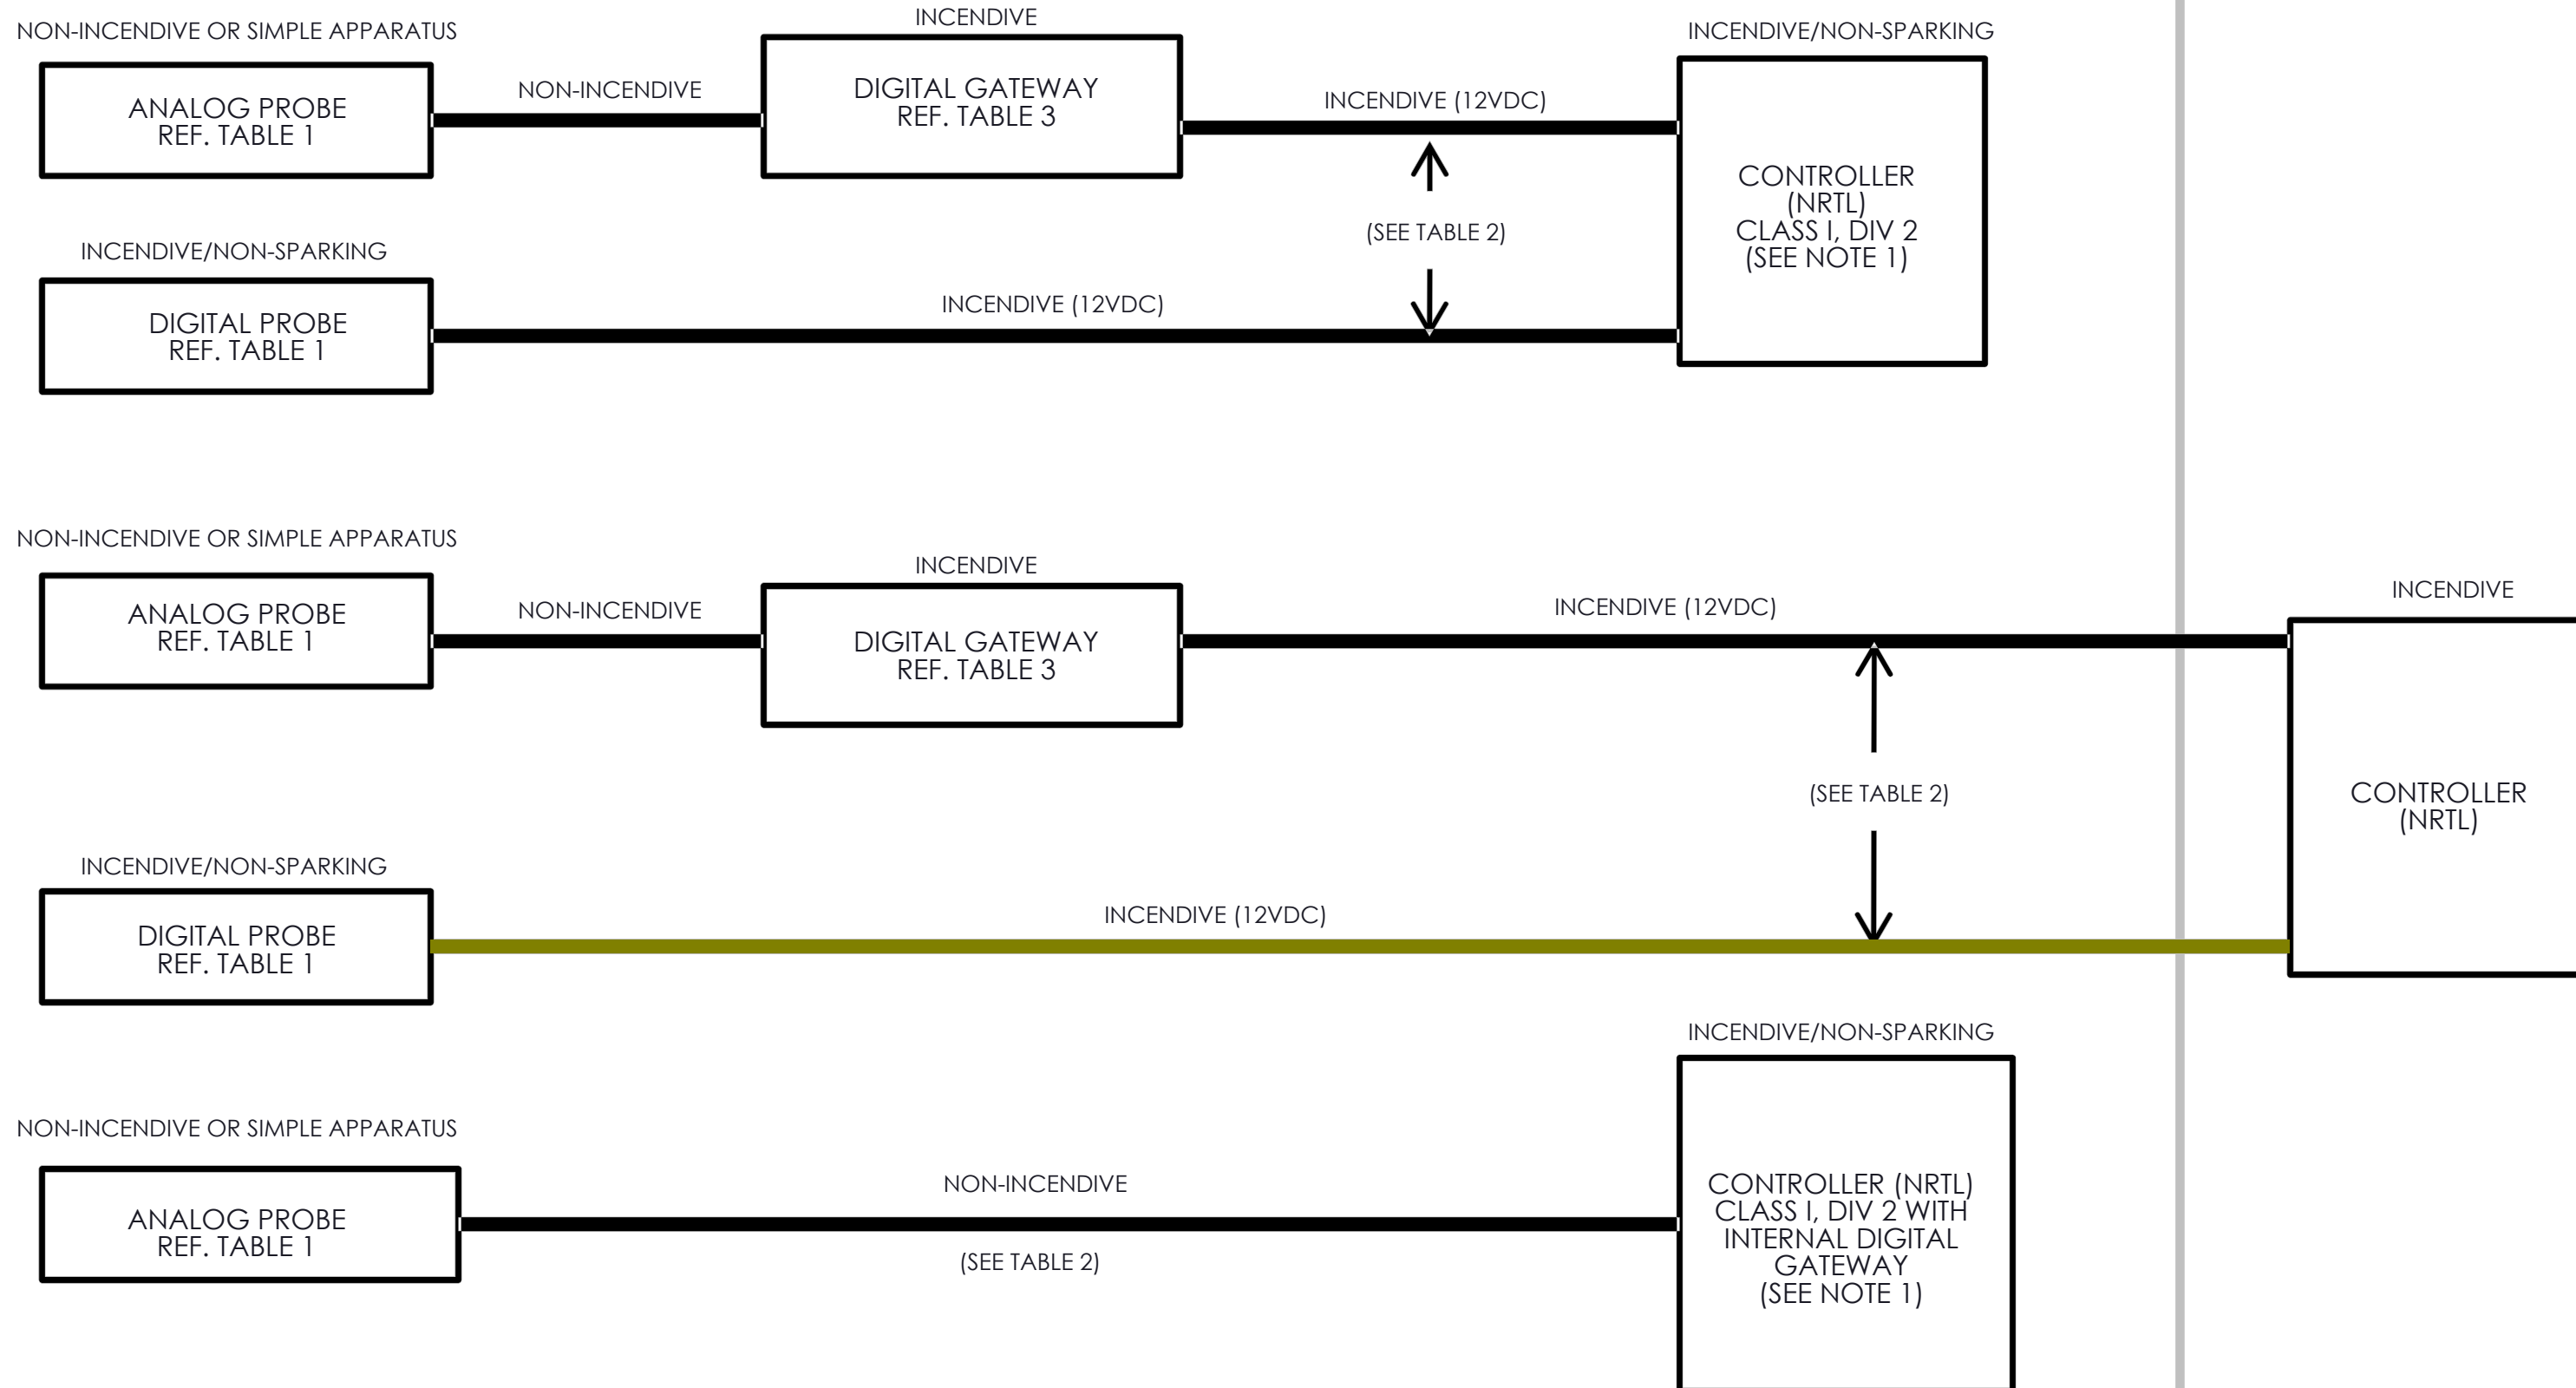 NON-INCENDIVE OR SIMPLE APPARATUS
INCENDIVE
INCENDIVE/NON-SPARKING
ANALOG PROBE
REF. TABLE 1
NON-INCENDIVE
DIGITAL GATEWAY
REF. TABLE 3
INCENDIVE (12VDC)
CONTROLLER
(NRTL)
CLASS I, DIV 2
(SEE NOTE 1)
(SEE TABLE 2)
INCENDIVE/NON-SPARKING
DIGITAL PROBE
REF. TABLE 1
INCENDIVE (12VDC)
NON-INCENDIVE OR SIMPLE APPARATUS
INCENDIVE
INCENDIVE
ANALOG PROBE
REF. TABLE 1
NON-INCENDIVE
DIGITAL GATEWAY
REF. TABLE 3
INCENDIVE (12VDC)
(SEE TABLE 2)
CONTROLLER
(NRTL)
INCENDIVE/NON-SPARKING
DIGITAL PROBE
REF. TABLE 1
INCENDIVE (12VDC)
INCENDIVE/NON-SPARKING
NON-INCENDIVE OR SIMPLE APPARATUS
ANALOG PROBE
REF. TABLE 1
NON-INCENDIVE
(SEE TABLE 2)
CONTROLLER (NRTL)
CLASS I, DIV 2 WITH
INTERNAL DIGITAL
GATEWAY
(SEE NOTE 1)